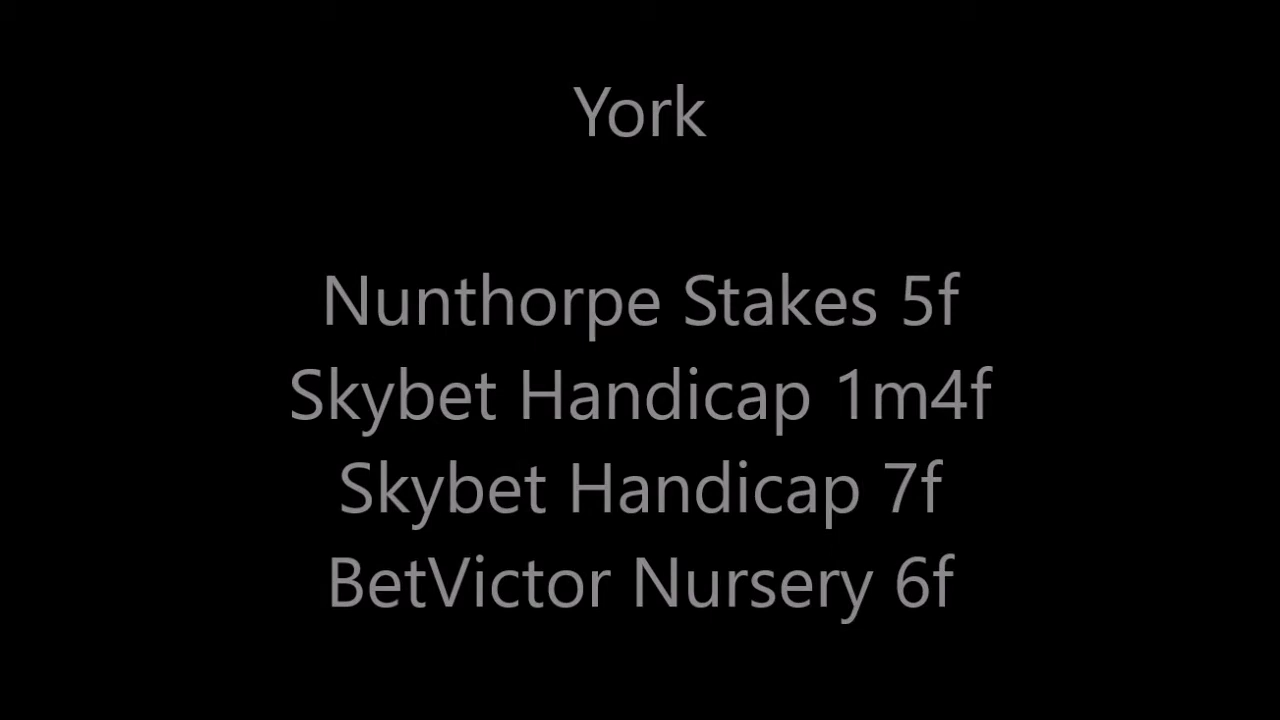 York
Nunthorpe Stakes 5f
Skybet Handicap 1m4f
Skybet Handicap 7f
BetVictor Nursery 6f